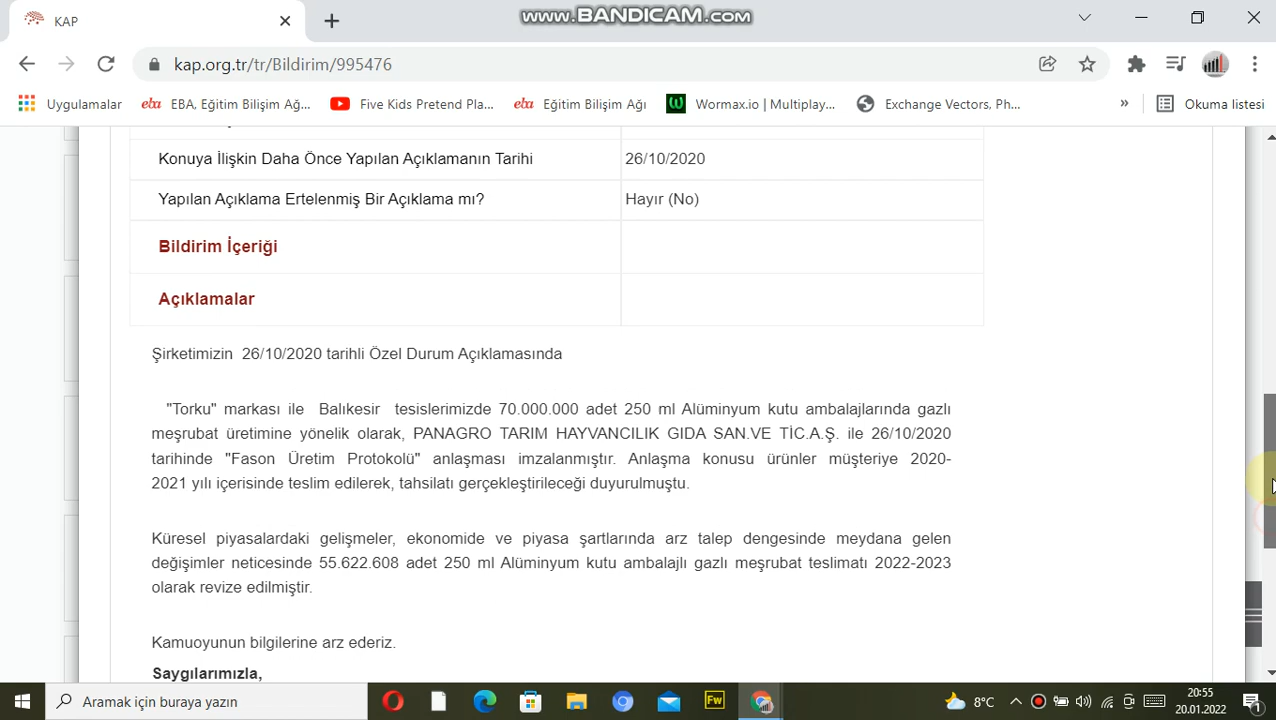 www.BANDICAM.com
KAP
kap.org.tr/tr/Bildirim/995476
Uygulamalar
EBA, Eğitim Bilişim Ağ...
Five Kids Pretend Pla...
Eğitim Bilişim Ağı
Wormax.io | Multiplay...
Exchange Vectors, Ph...
»
Okuma listesi
Konuya İlişkin Daha Önce Yapılan Açıklamanın Tarihi
26/10/2020
Yapılan Açıklama Ertelenmiş Bir Açıklama mı?
Hayır (No)
Bildirim İçeriği
Açıklamalar
Şirketimizin 26/10/2020 tarihli Özel Durum Açıklamasında
"Torku" markası ile Balıkesir tesislerimizde 70.000.000 adet 250 ml Alüminyum kutu ambalajlarında gazlı
meşrubat üretimine yönelik olarak, PANAGRO TARIM HAYVANCILIK GIDA SAN.VE TİC.A.Ş. ile 26/10/2020
tarihinde "Fason Üretim Protokolü" anlaşması imzalanmıştır. Anlaşma konusu ürünler müşteriye 2020-
2021 yılı içerisinde teslim edilerek, tahsilatı gerçekleştirileceği duyurulmuştu.
Küresel piyasalardaki gelişmeler, ekonomide ve piyasa şartlarında arz talep dengesinde meydana gelen
değişimler neticesinde 55.622.608 adet 250 ml Alüminyum kutu ambalajlı gazlı meşrubat teslimatı 2022-2023
olarak revize edilmiştir.
Kamuoyunun bilgilerine arz ederiz.
Saygılarımızla,
Aramak için buraya yazın
Fw
8°C
20:55
20.01.2022
1